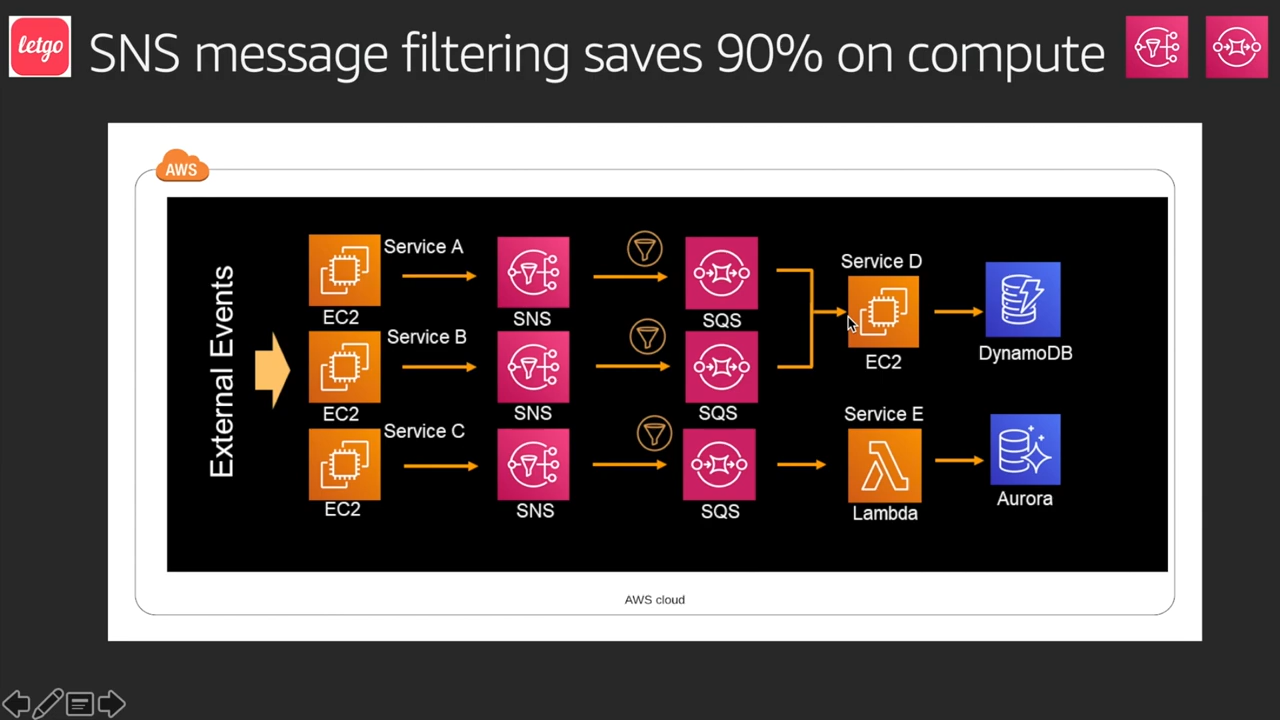 letgo
SNS message filtering saves 90% on compute
AWS
External Events
Service A
EC2
SNS
SQS
Service B
EC2
SNS
SQS
Service C
EC2
SNS
SQS
Service D
EC2
DynamoDB
Service E
Lambda
Aurora
AWS cloud